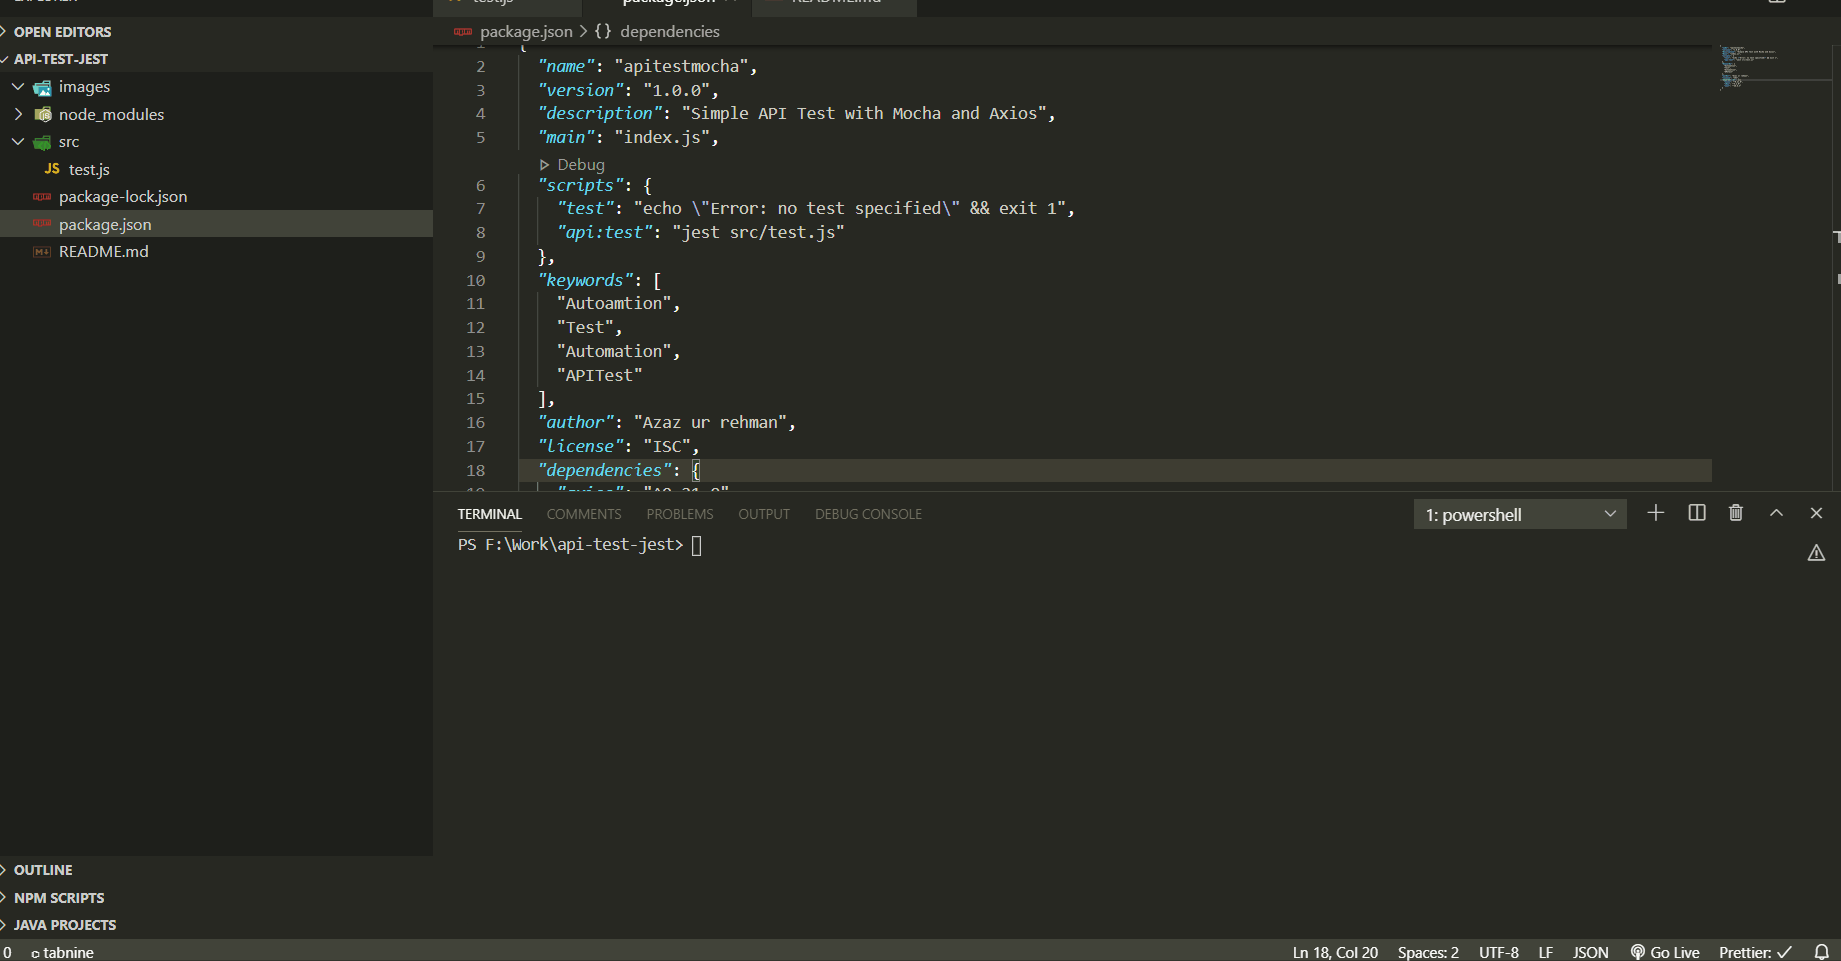 OPEN EDITORS
API-TEST-JEST
images
node_modules
src
JS test.js
package-lock.json
package.json
README.md
OUTLINE
NPM SCRIPTS
JAVA PROJECTS
package.json > {} dependencies
2 "name": "apitestmocha",
3 "version": "1.0.0",
4 "description": "Simple API Test with Mocha and Axios",
5 "main": "index.js",
Debug
6 "scripts": {
7 "test": "echo \"Error: no test specified\" && exit 1",
8 "api:test": "jest src/test.js"
9 },
10 "keywords": [
11 "Autoamtion",
12 "Test",
13 "Automation",
14 "APITest"
15 ],
16 "author": "Azaz ur rehman",
17 "license": "ISC",
18 "dependencies": {
TERMINAL COMMENTS PROBLEMS OUTPUT DEBUG CONSOLE 1: powershell
PS F:\Work\api-test-jest>
0 tabnine Ln 18, Col 20 Spaces: 2 UTF-8 LF JSON Go Live Prettier: ✓